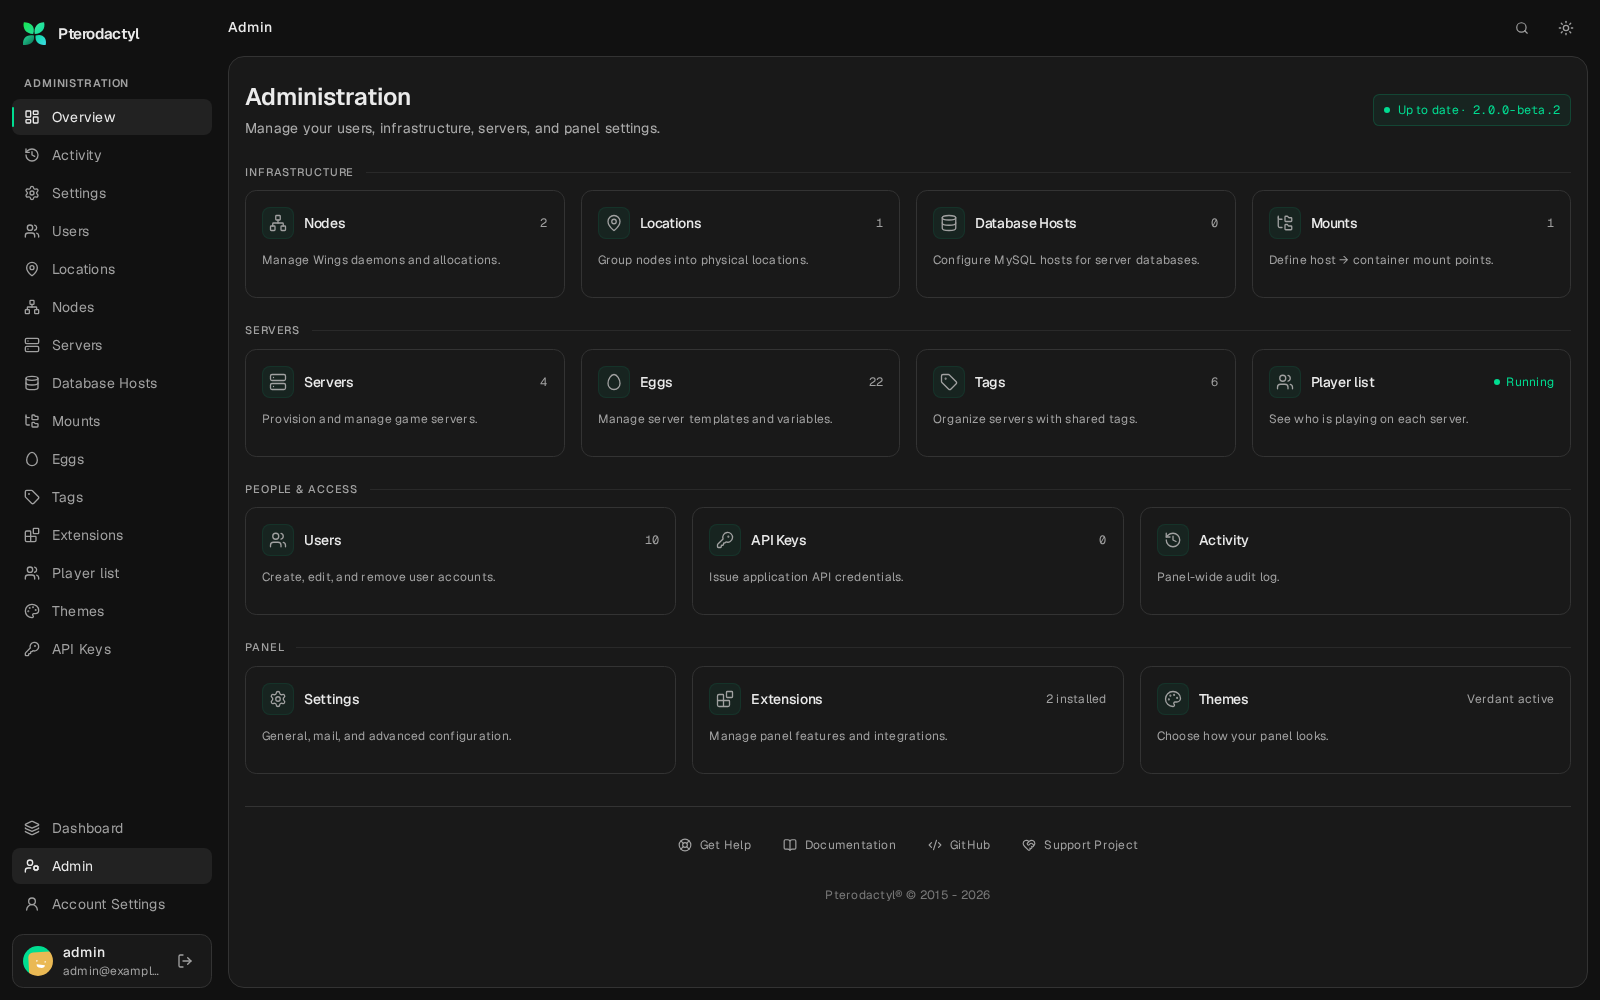 Pterodactyl
ADMINISTRATION
Overview
Activity
Settings
Users
Locations
Nodes
Servers
Database Hosts
Mounts
Eggs
Tags
Extensions
Player list
Themes
API Keys
Dashboard
Admin
Account Settings
admin
admin@exampl...
Admin
Administration
Manage your users, infrastructure, servers, and panel settings.
Up to date · 2.0.0-beta.2
INFRASTRUCTURE
Nodes 2
Manage Wings daemons and allocations.
Locations 1
Group nodes into physical locations.
Database Hosts 0
Configure MySQL hosts for server databases.
Mounts 1
Define host → container mount points.
SERVERS
Servers 4
Provision and manage game servers.
Eggs 22
Manage server templates and variables.
Tags 6
Organize servers with shared tags.
Player list Running
See who is playing on each server.
PEOPLE & ACCESS
Users 10
Create, edit, and remove user accounts.
API Keys 0
Issue application API credentials.
Activity
Panel-wide audit log.
PANEL
Settings
General, mail, and advanced configuration.
Extensions 2 installed
Manage panel features and integrations.
Themes Verdant active
Choose how your panel looks.
Get Help Documentation GitHub Support Project
Pterodactyl® © 2015 - 2026